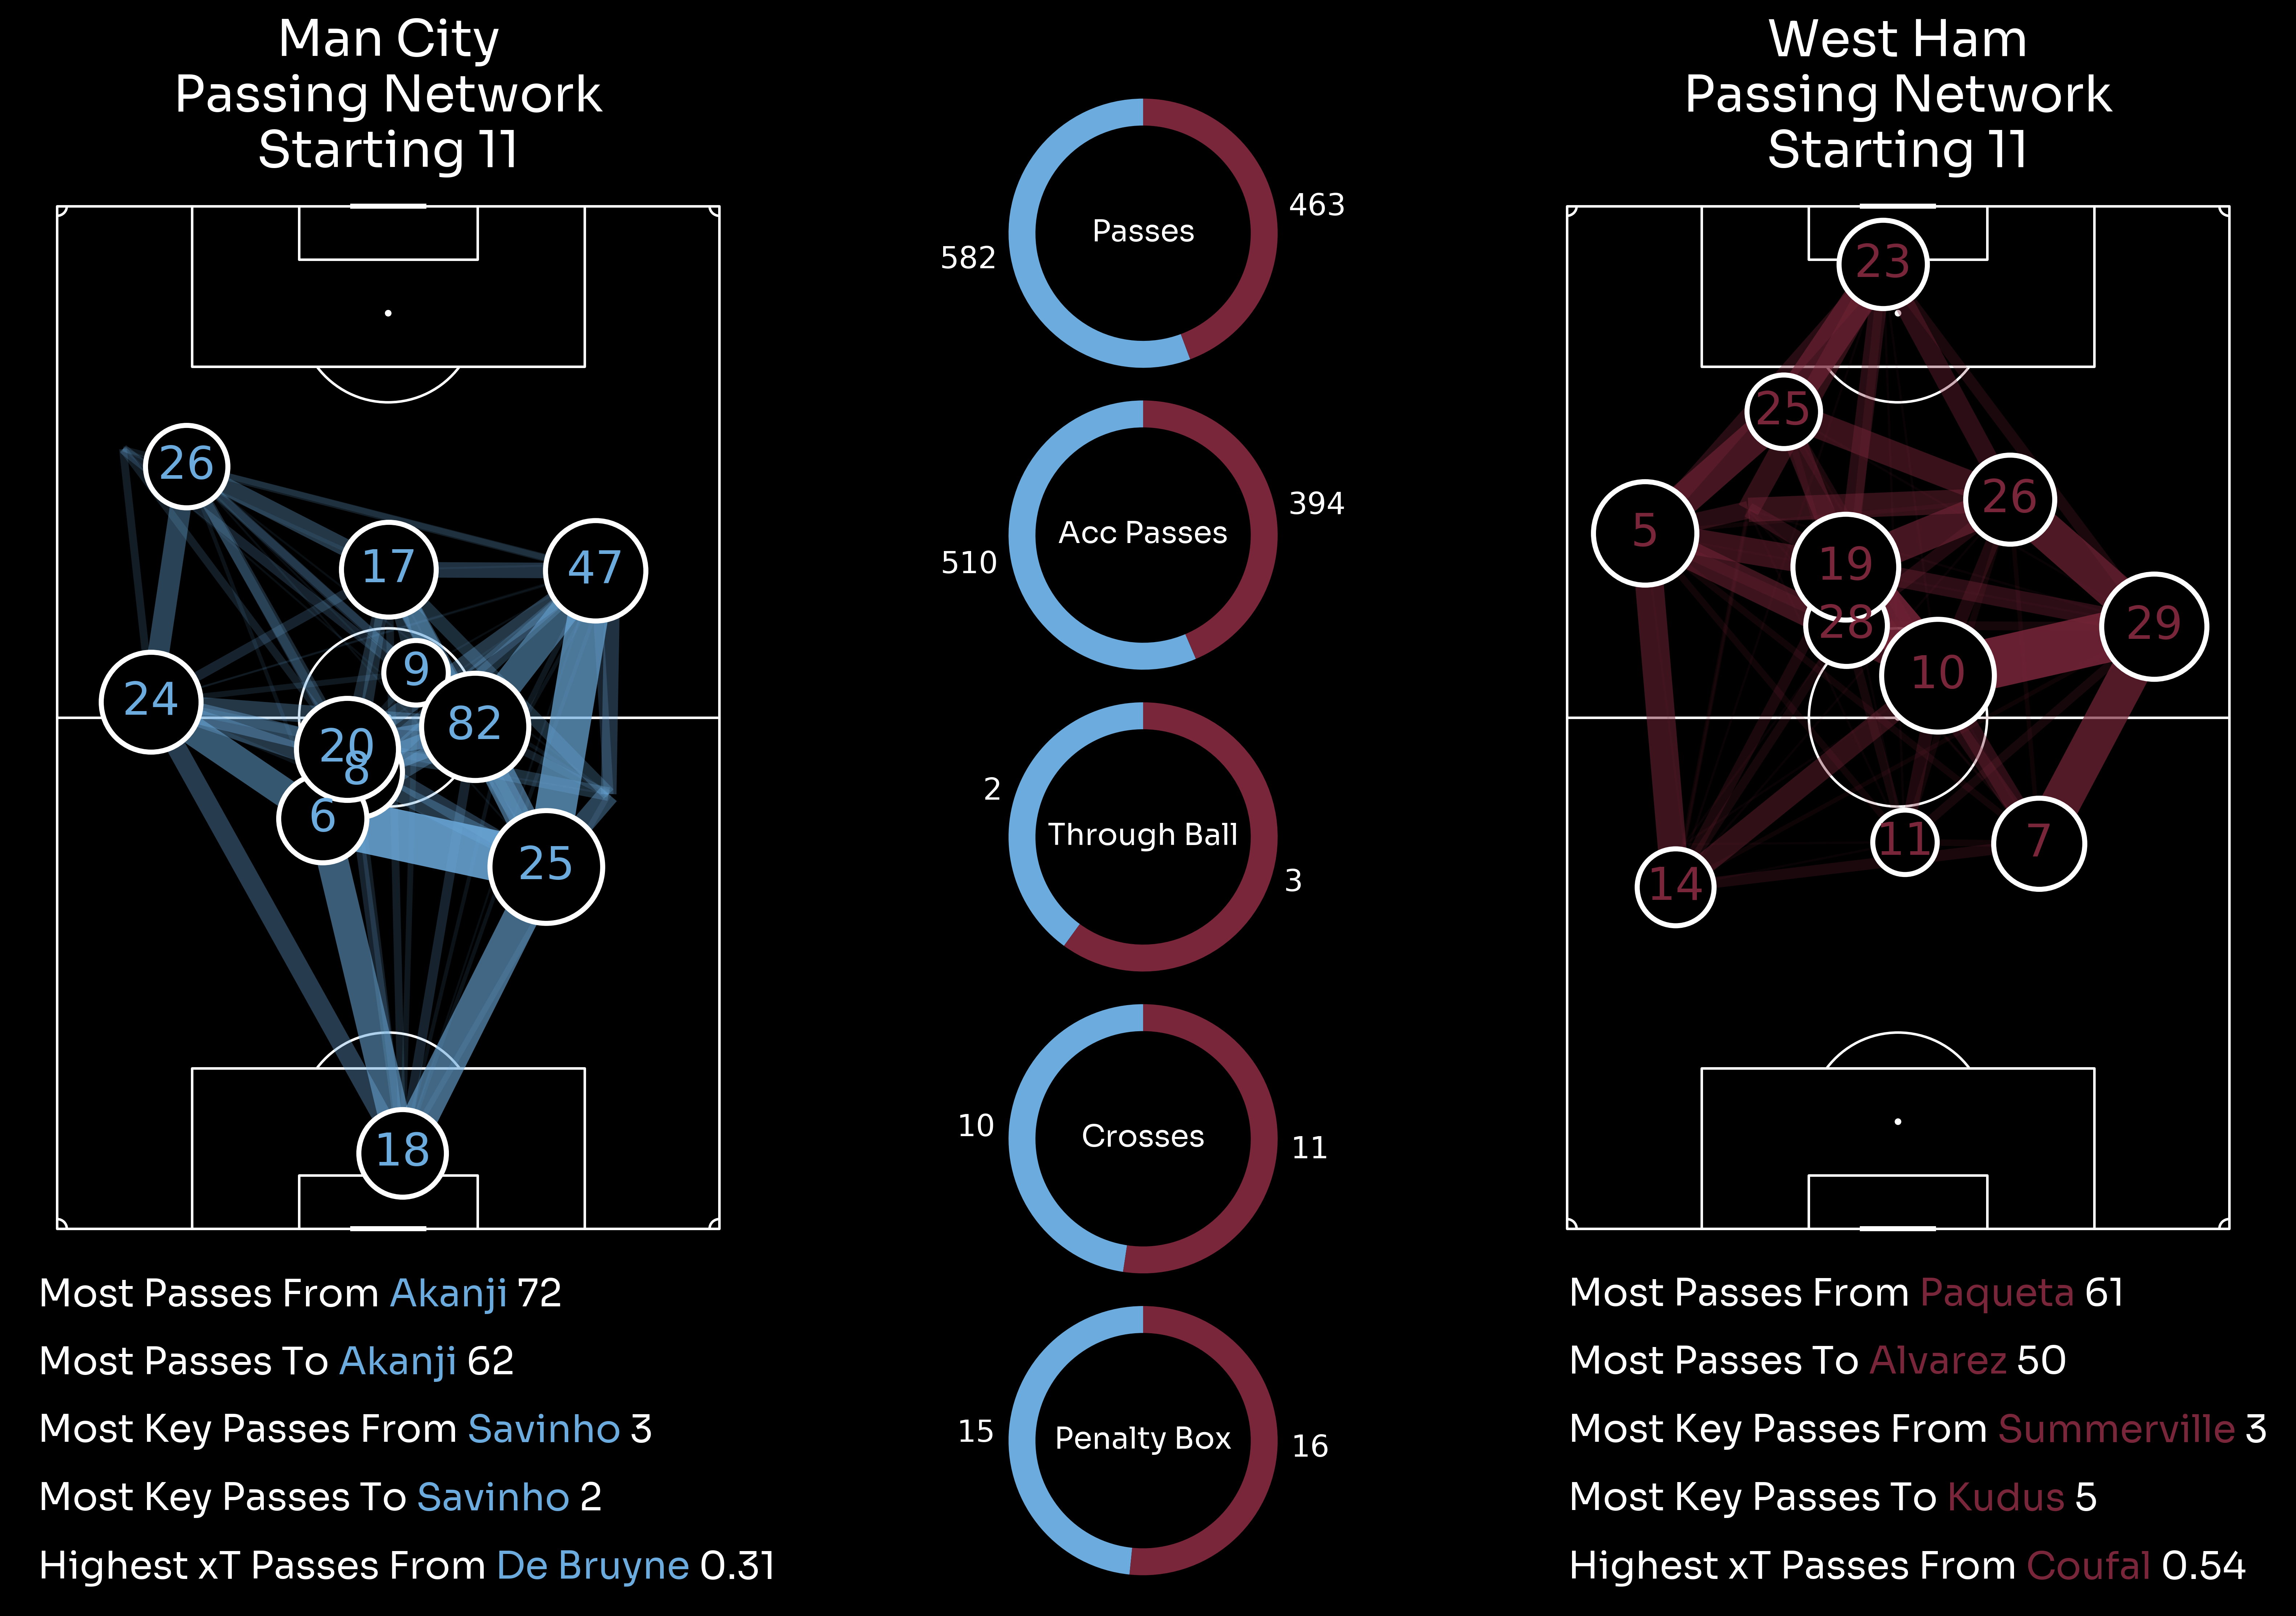 Man City
Passing Network
Starting 11
26
17
47
9
24
82
20
8
6
25
18
Most Passes From Akanji 72
Most Passes To Akanji 62
Most Key Passes From Savinho 3
Most Key Passes To Savinho 2
Highest xT Passes From De Bruyne 0.31
463
Passes
582
394
Acc Passes
510
2
Through Ball
3
10
Crosses
11
15
Penalty Box
16
West Ham
Passing Network
Starting 11
23
25
26
5
19
28
29
10
11
7
14
Most Passes From Paqueta 61
Most Passes To Alvarez 50
Most Key Passes From Summerville 3
Most Key Passes To Kudus 5
Highest xT Passes From Coufal 0.54